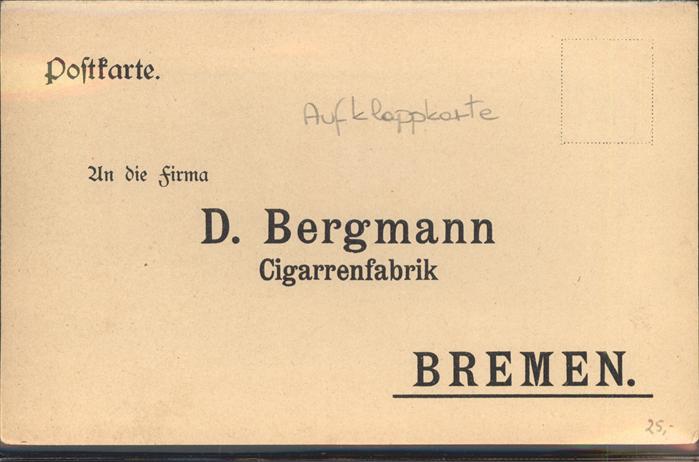 Poſtkarte.
Aufklappkarte
An die Firma
D. Bergmann
Cigarrenfabrik
BREMEN.
25,-